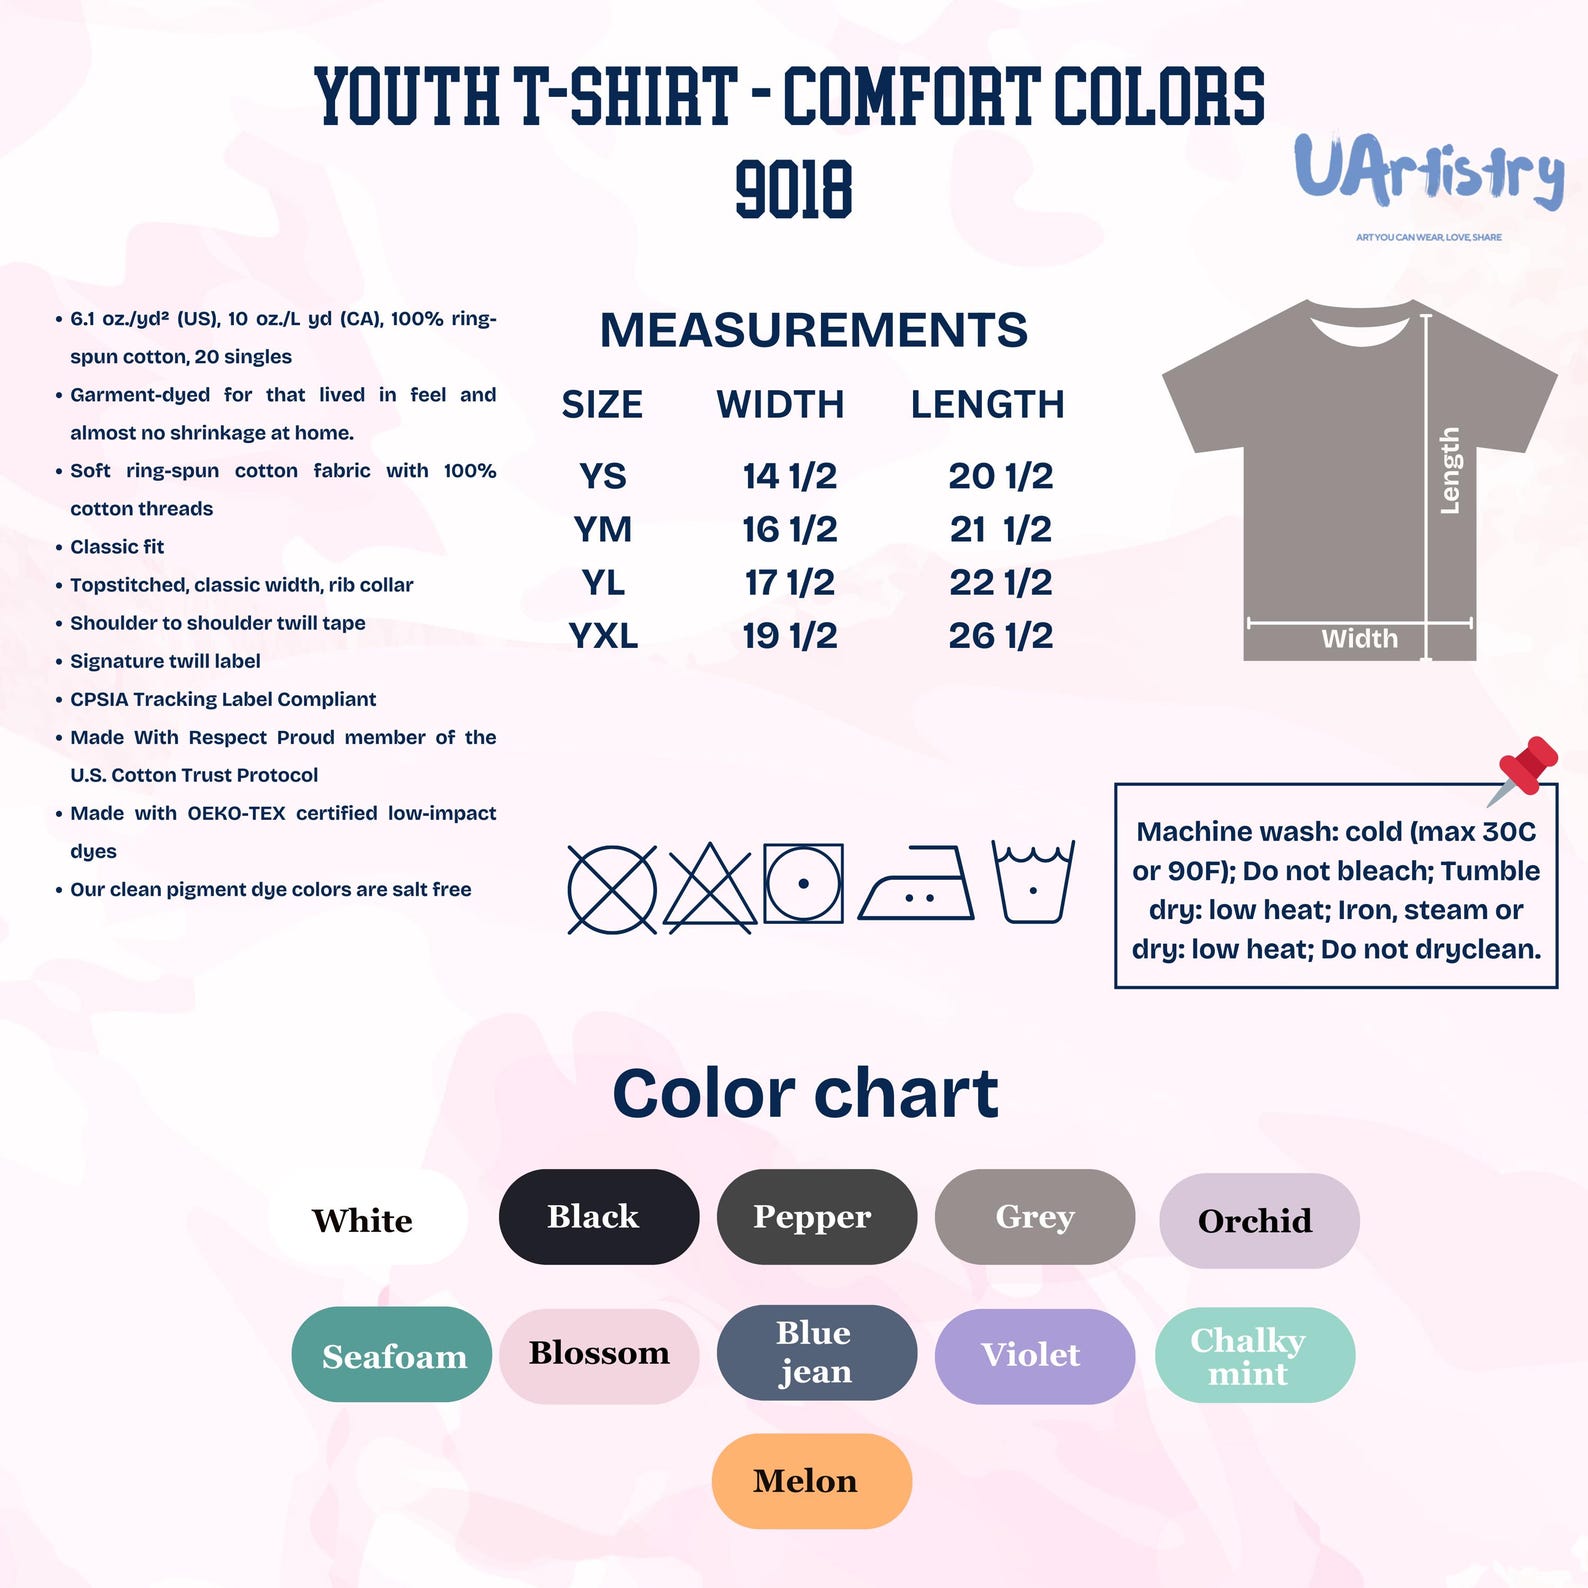 YOUTH T-SHIRT - COMFORT COLORS
9018
UArtistry
ART YOU CAN WEAR, LOVE, SHARE
• 6.1 oz./yd² (US), 10 oz./L yd (CA), 100% ring-
spun cotton, 20 singles
• Garment-dyed for that lived in feel and
almost no shrinkage at home.
• Soft ring-spun cotton fabric with 100%
cotton threads
• Classic fit
• Topstitched, classic width, rib collar
• Shoulder to shoulder twill tape
• Signature twill label
• CPSIA Tracking Label Compliant
• Made With Respect Proud member of the
U.S. Cotton Trust Protocol
• Made with OEKO-TEX certified low-impact
dyes
• Our clean pigment dye colors are salt free
MEASUREMENTS
SIZE WIDTH LENGTH
YS 14 1/2 20 1/2
YM 16 1/2 21 1/2
YL 17 1/2 22 1/2
YXL 19 1/2 26 1/2
Length
Width
Machine wash: cold (max 30C
or 90F); Do not bleach; Tumble
dry: low heat; Iron, steam or
dry: low heat; Do not dryclean.
Color chart
White
Black
Pepper
Grey
Orchid
Seafoam
Blossom
Blue
jean
Violet
Chalky
mint
Melon